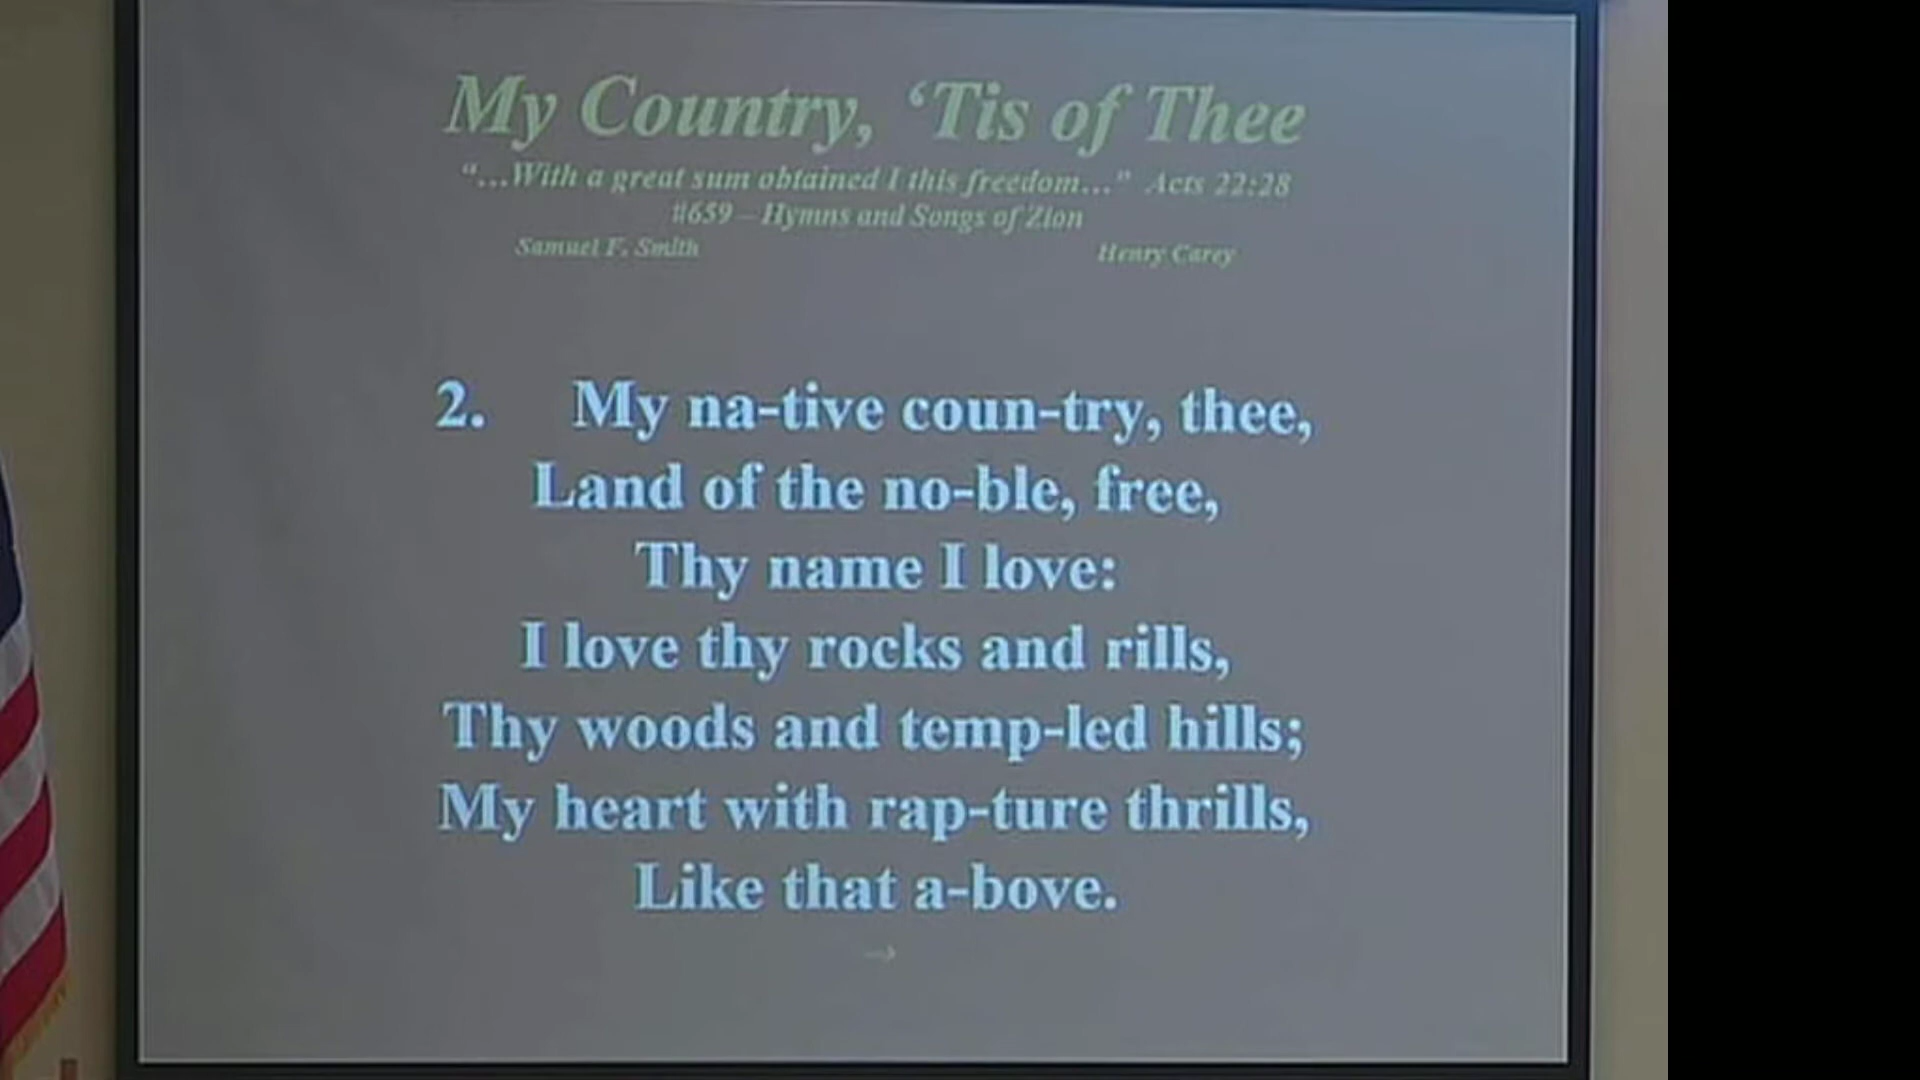 My Country, ‘Tis of Thee
“...With a great sum obtained I this freedom...” Acts 22:28
#659 – Hymns and Songs of Zion
Samuel F. Smith Henry Carey
2. My na-tive coun-try, thee,
Land of the no-ble, free,
Thy name I love:
I love thy rocks and rills,
Thy woods and temp-led hills;
My heart with rap-ture thrills,
Like that a-bove.
→